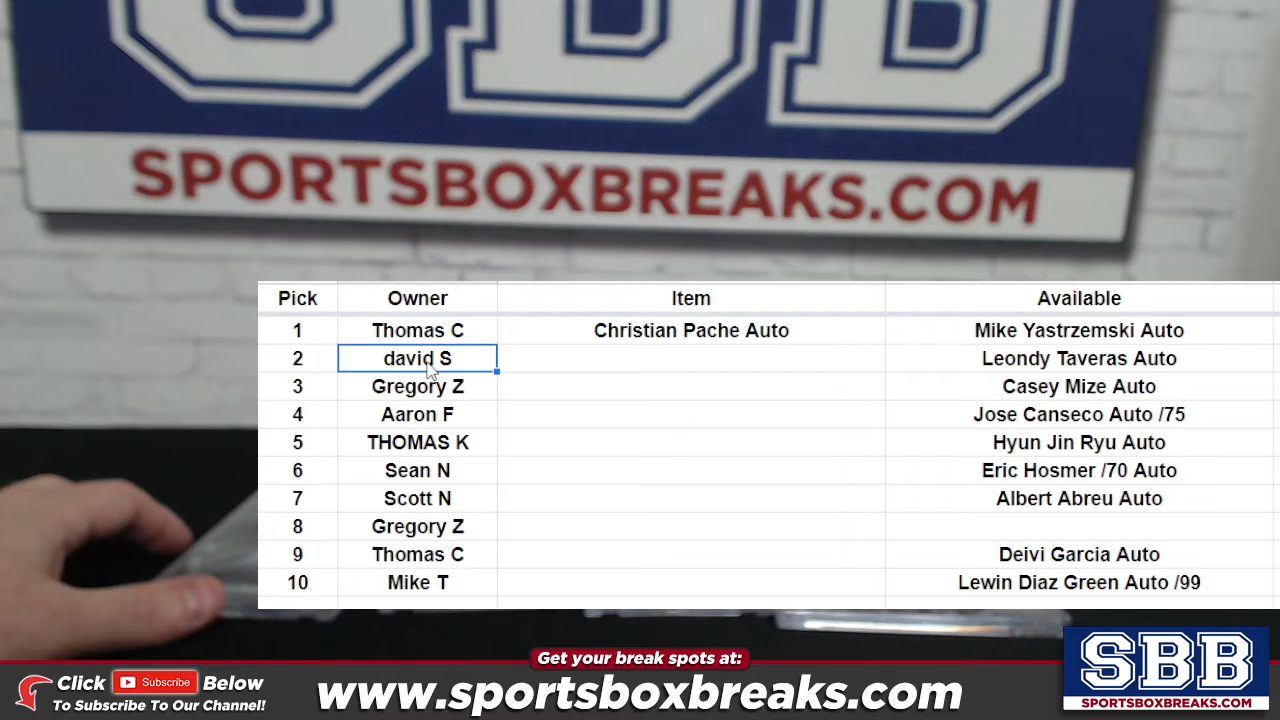 SBB
SPORTSBOXBREAKS.COM
Pick Owner Item Available
1 Thomas C Christian Pache Auto Mike Yastrzemski Auto
2 david S Leondy Taveras Auto
3 Gregory Z Casey Mize Auto
4 Aaron F Jose Canseco Auto /75
5 THOMAS K Hyun Jin Ryu Auto
6 Sean N Eric Hosmer /70 Auto
7 Scott N Albert Abreu Auto
8 Gregory Z
9 Thomas C Deivi Garcia Auto
10 Mike T Lewin Diaz Green Auto /99
Get your break spots at:
Click Subscribe Below
To Subscribe To Our Channel!
www.sportsboxbreaks.com
SBB
SPORTSBOXBREAKS.COM